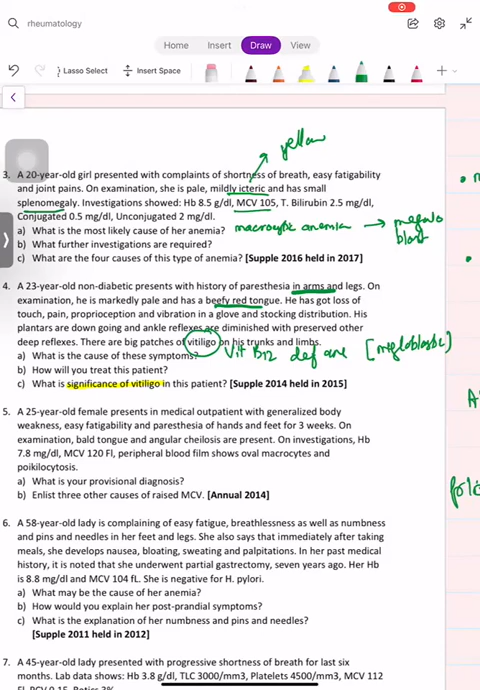 rheumatology
Home Insert Draw View
Lasso Select Insert Space
yellow
3. A 20-year-old girl presented with complaints of shortness of breath, easy fatigability
and joint pains. On examination, she is pale, mildly icteric and has small
splenomegaly. Investigations showed: Hb 8.5 g/dl, MCV 105, T. Bilirubin 2.5 mg/dl,
Conjugated 0.5 mg/dl, Unconjugated 2 mg/dl.
a) What is the most likely cause of her anemia? macrocytic anemia → megalo
blast
b) What further investigations are required?
c) What are the four causes of this type of anemia? [Supple 2016 held in 2017]
4. A 23-year-old non-diabetic presents with history of paresthesia in arms and legs. On
examination, he is markedly pale and has a beefy red tongue. He has got loss of
touch, pain, proprioception and vibration in a glove and stocking distribution. His
plantars are down going and ankle reflexes are diminished with preserved other
deep reflexes. There are big patches of vitiligo on his trunks and limbs.
a) What is the cause of these symptoms? Vit B12 def ane [megloblastic]
b) How will you treat this patient?
c) What is significance of vitiligo in this patient? [Supple 2014 held in 2015]
5. A 25-year-old female presents in medical outpatient with generalized body
weakness, easy fatigability and paresthesia of hands and feet for 3 weeks. On
examination, bald tongue and angular cheilosis are present. On investigations, Hb
7.8 mg/dl, MCV 120 Fl, peripheral blood film shows oval macrocytes and
poikilocytosis.
a) What is your provisional diagnosis?
b) Enlist three other causes of raised MCV. [Annual 2014]
6. A 58-year-old lady is complaining of easy fatigue, breathlessness as well as numbness
and pins and needles in her feet and legs. She also says that immediately after taking
meals, she develops nausea, bloating, sweating and palpitations. In her past medical
history, it is noted that she underwent partial gastrectomy, seven years ago. Her Hb
is 8.8 mg/dl and MCV 104 fL. She is negative for H. pylori.
a) What may be the cause of her anemia?
b) How would you explain her post-prandial symptoms?
c) What is the explanation of her numbness and pins and needles?
[Supple 2011 held in 2012]
7. A 45-year-old lady presented with progressive shortness of breath for last six
months. Lab data shows: Hb 3.8 g/dl, TLC 3000/mm3, Platelets 4500/mm3, MCV 112